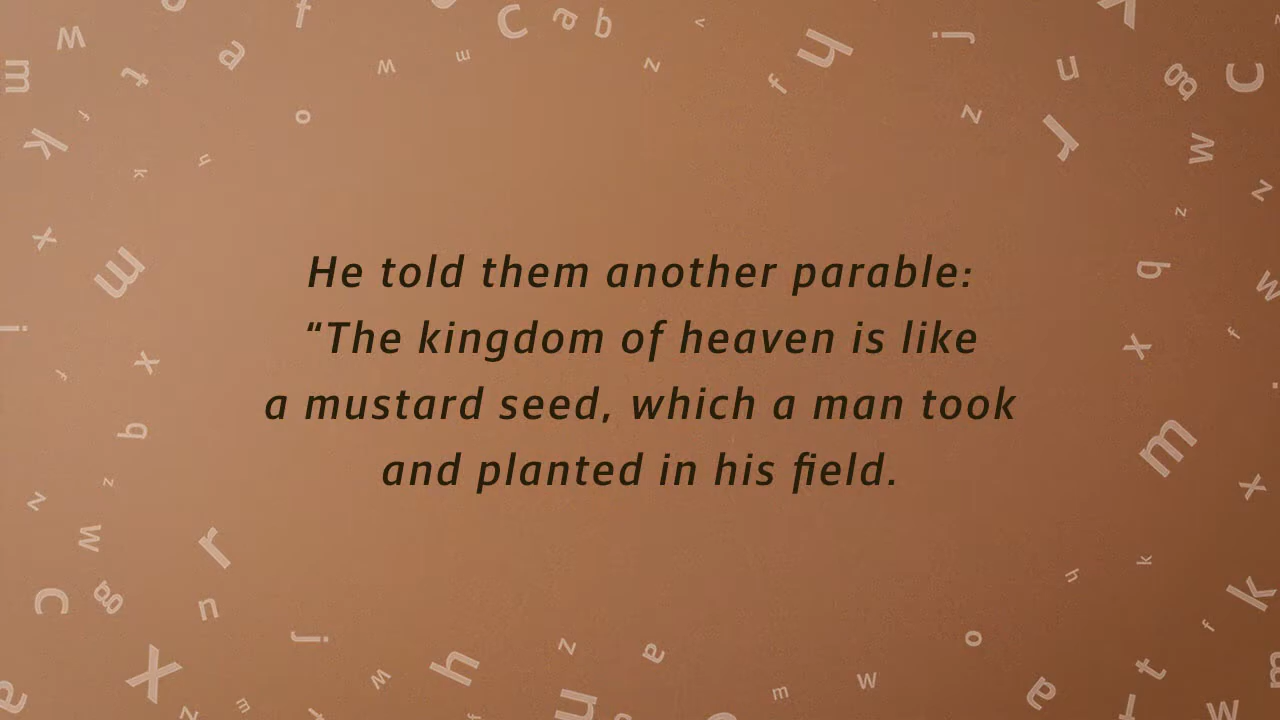 He told them another parable:
“The kingdom of heaven is like
a mustard seed, which a man took
and planted in his field.